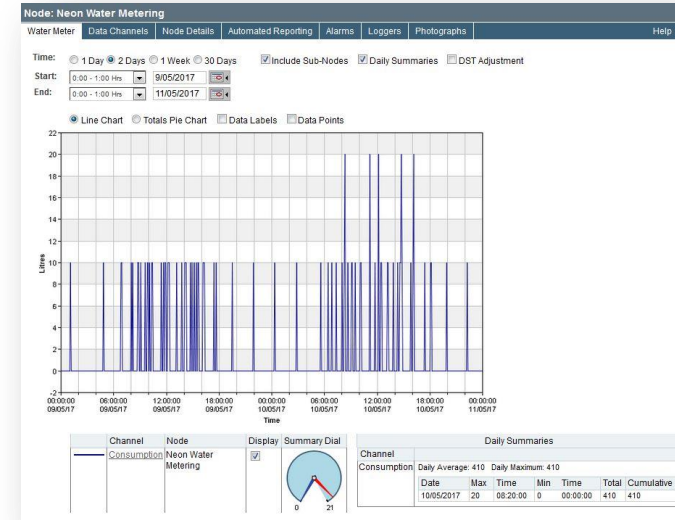 Node: Neon Water Metering
Water Meter Data Channels Node Details Automated Reporting Alarms Loggers Photographs Help
Time: 1 Day 2 Days 1 Week 30 Days Include Sub-Nodes Daily Summaries DST Adjustment
Start: 0:00 - 1:00 Hrs 9/05/2017
End: 0:00 - 1:00 Hrs 11/05/2017
Line Chart Totals Pie Chart Data Labels Data Points
22
20
18
16
14
12
10
8
6
4
2
0
-2
Litres
00:00:00 06:00:00 12:00:00 18:00:00 00:00:00 06:00:00 12:00:00 18:00:00 00:00:00
09/05/17 09/05/17 09/05/17 09/05/17 10/05/17 10/05/17 10/05/17 10/05/17 11/05/17
Time
Channel Node Display Summary Dial
Consumption Neon Water
Metering
0 21
Daily Summaries
Channel
Consumption Daily Average: 410 Daily Maximum: 410
Date Max Time Min Time Total Cumulative
10/05/2017 20 08:20:00 0 00:00:00 410 410